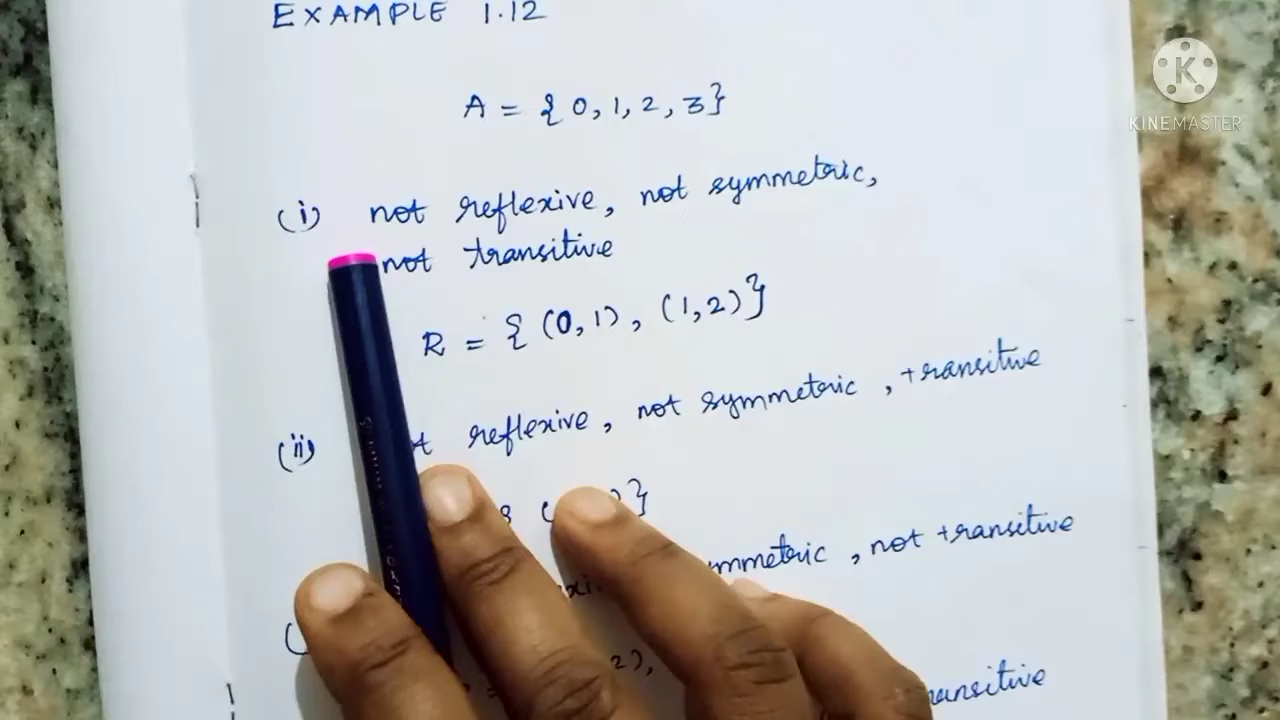 EXAMPLE 1.12
K
KINEMASTER
A = {0, 1, 2, 3}
(i) not reflexive, not symmetric,
not transitive
R = {(0,1), (1,2)}
(ii) reflexive, not symmetric, transitive
, not transitive